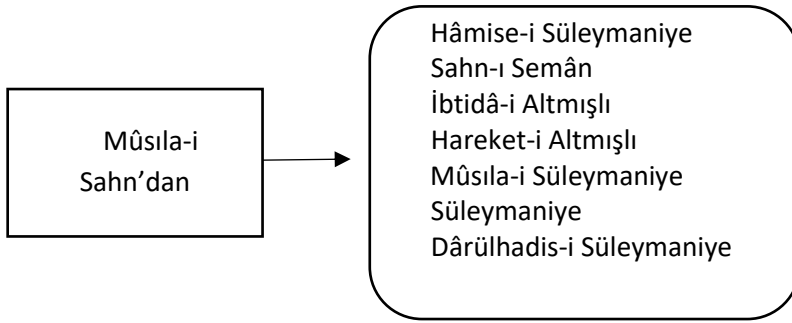 Mûsıla-i
Sahn’dan
Hâmise-i Süleymaniye
Sahn-ı Semân
İbtidâ-i Altmışlı
Hareket-i Altmışlı
Mûsıla-i Süleymaniye
Süleymaniye
Dârülhadis-i Süleymaniye